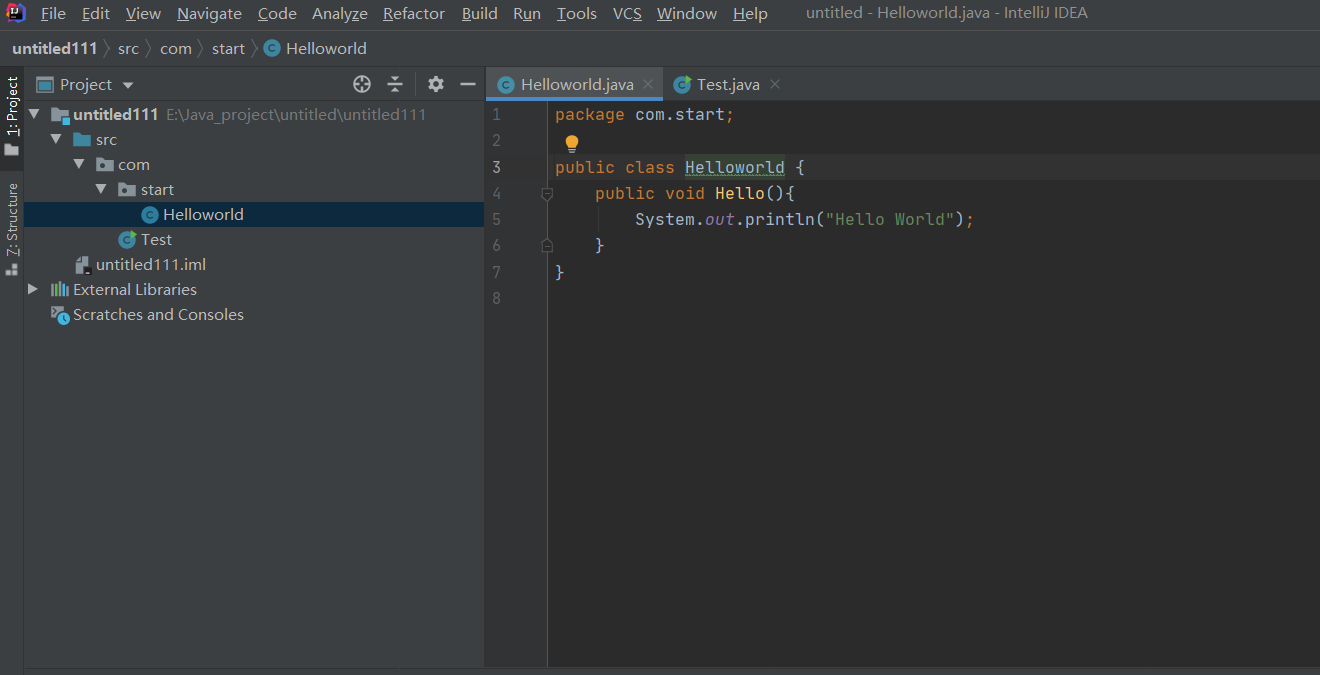 File Edit View Navigate Code Analyze Refactor Build Run Tools VCS Window Help untitled - Helloworld.java - IntelliJ IDEA
untitled111 src com start Helloworld
1: Project
Z: Structure
Project
untitled111 E:\Java_project\untitled\untitled111
src
com
start
Helloworld
Test
untitled111.iml
External Libraries
Scratches and Consoles
Helloworld.java Test.java
1 package com.start;
2
3 public class Helloworld {
4     public void Hello(){
5         System.out.println("Hello World");
6     }
7 }
8